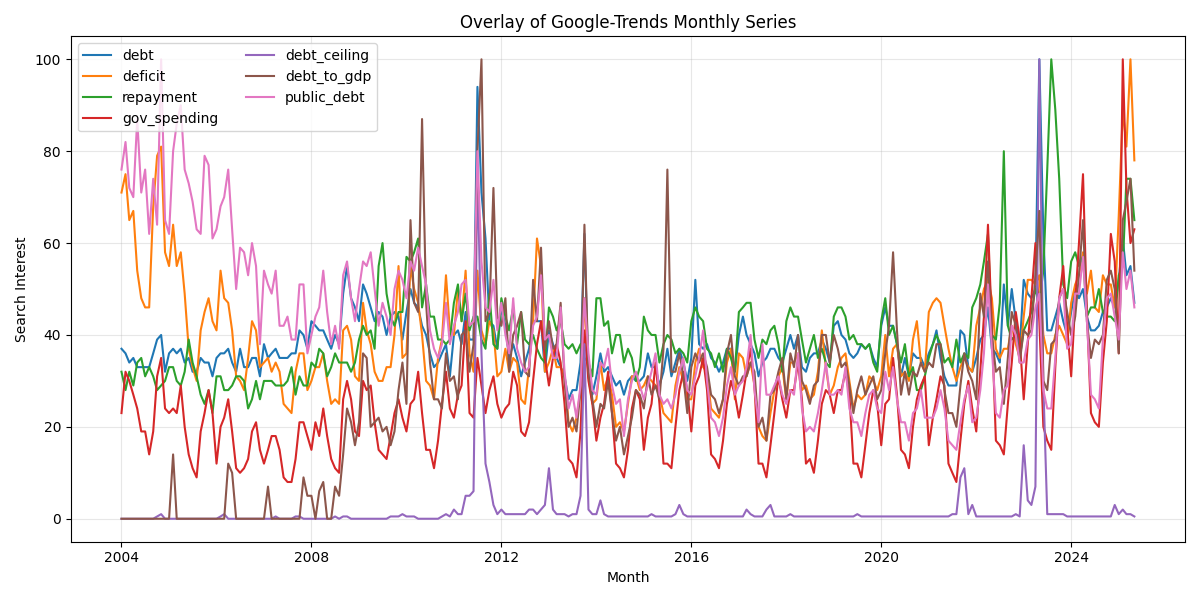 Overlay of Google-Trends Monthly Series
debt
deficit
repayment
gov_spending
debt_ceiling
debt_to_gdp
public_debt
100
80
60
40
20
0
Search Interest
2004
2008
2012
2016
2020
2024
Month